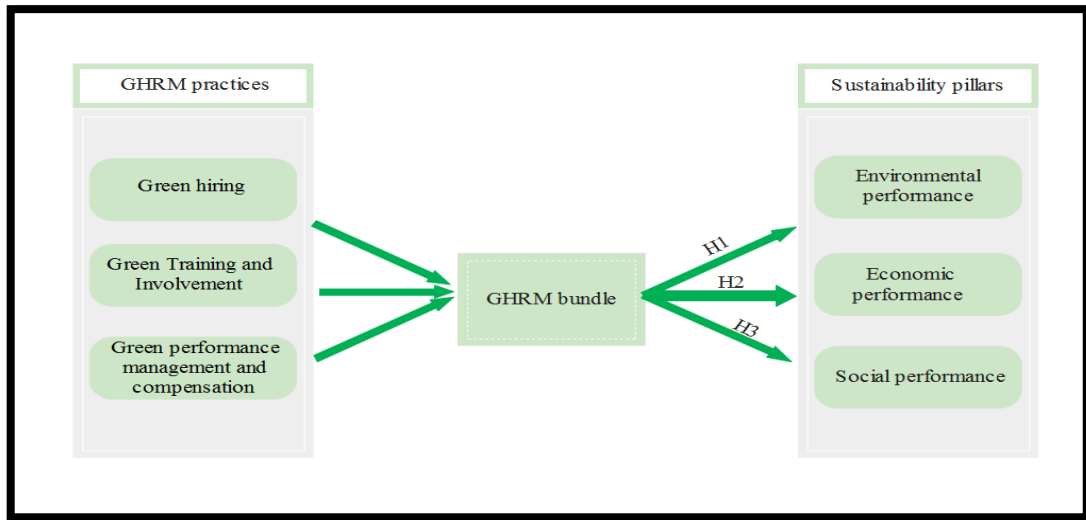 GHRM practices
Green hiring
Green Training and
Involvement
Green performance
management and
compensation
GHRM bundle
H1
H2
H3
Sustainability pillars
Environmental
performance
Economic
performance
Social performance